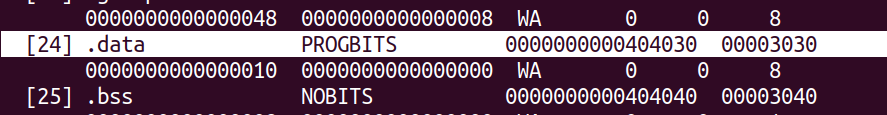 0000000000000048 0000000000000008 WA 0 0 8
[24] .data PROGBITS 0000000000404030 00003030
0000000000000010 0000000000000000 WA 0 0 8
[25] .bss NOBITS 0000000000404040 00003040